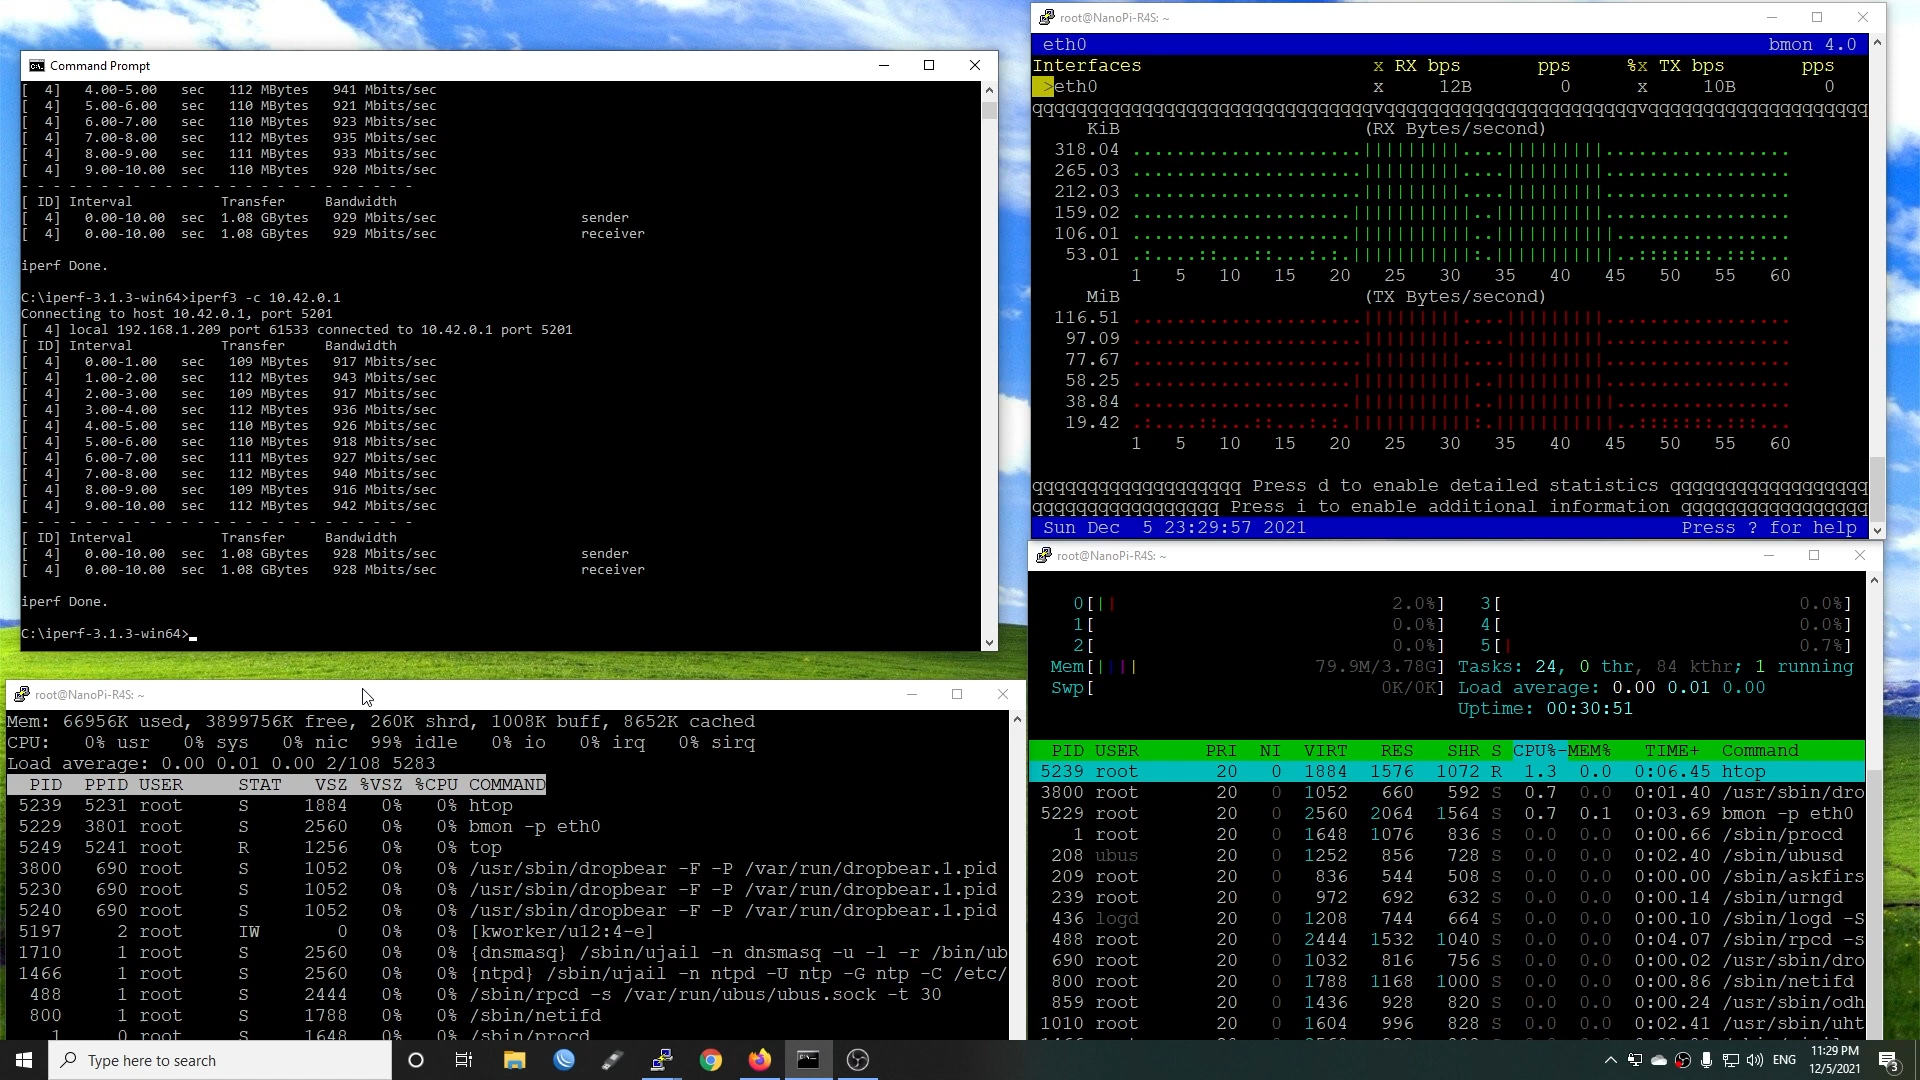 Command Prompt
[  4]   4.00-5.00   sec   112 MBytes   941 Mbits/sec
[  4]   5.00-6.00   sec   110 MBytes   921 Mbits/sec
[  4]   6.00-7.00   sec   110 MBytes   923 Mbits/sec
[  4]   7.00-8.00   sec   112 MBytes   935 Mbits/sec
[  4]   8.00-9.00   sec   111 MBytes   933 Mbits/sec
[  4]   9.00-10.00  sec   110 MBytes   920 Mbits/sec
- - - - - - - - - - - - - - - - - - - - - - - - -
[ ID] Interval           Transfer     Bandwidth
[  4]   0.00-10.00  sec  1.08 GBytes   929 Mbits/sec                  sender
[  4]   0.00-10.00  sec  1.08 GBytes   929 Mbits/sec                  receiver
iperf Done.
C:\iperf-3.1.3-win64>iperf3 -c 10.42.0.1
Connecting to host 10.42.0.1, port 5201
[  4] local 192.168.1.209 port 61533 connected to 10.42.0.1 port 5201
[ ID] Interval           Transfer     Bandwidth
[  4]   0.00-1.00   sec   109 MBytes   917 Mbits/sec
[  4]   1.00-2.00   sec   112 MBytes   943 Mbits/sec
[  4]   2.00-3.00   sec   109 MBytes   917 Mbits/sec
[  4]   3.00-4.00   sec   112 MBytes   936 Mbits/sec
[  4]   4.00-5.00   sec   110 MBytes   926 Mbits/sec
[  4]   5.00-6.00   sec   110 MBytes   918 Mbits/sec
[  4]   6.00-7.00   sec   111 MBytes   927 Mbits/sec
[  4]   7.00-8.00   sec   112 MBytes   940 Mbits/sec
[  4]   8.00-9.00   sec   109 MBytes   916 Mbits/sec
[  4]   9.00-10.00  sec   112 MBytes   942 Mbits/sec
- - - - - - - - - - - - - - - - - - - - - - - - -
[ ID] Interval           Transfer     Bandwidth
[  4]   0.00-10.00  sec  1.08 GBytes   928 Mbits/sec                  sender
[  4]   0.00-10.00  sec  1.08 GBytes   928 Mbits/sec                  receiver
iperf Done.
C:\iperf-3.1.3-win64>
root@NanoPi-R4S: ~
eth0 bmon 4.0
Interfaces x RX bps pps %x TX bps pps
>eth0 x 12B 0 x 10B 0
KiB (RX Bytes/second)
318.04
265.03
212.03
159.02
106.01
53.01
1 5 10 15 20 25 30 35 40 45 50 55 60
MiB (TX Bytes/second)
116.51
97.09
77.67
58.25
38.84
19.42
1 5 10 15 20 25 30 35 40 45 50 55 60
qqqqqqqqqqqqqqqqqqq Press d to enable detailed statistics qqqqqqqqqqqqqqqqqq
qqqqqqqqqqqqqqqqq Press i to enable additional information qqqqqqqqqqqqqqqqq
Sun Dec  5 23:29:57 2021 Press ? for help
root@NanoPi-R4S: ~
Mem: 66956K used, 3899756K free, 260K shrd, 1008K buff, 8652K cached
CPU:   0% usr   0% sys   0% nic  99% idle   0% io   0% irq   0% sirq
Load average: 0.00 0.01 0.00 2/108 5283
PID PPID USER STAT VSZ %VSZ %CPU COMMAND
5239 5231 root S 1884 0% 0% htop
5229 3801 root S 2560 0% 0% bmon -p eth0
5249 5241 root R 1256 0% 0% top
3800 690 root S 1052 0% 0% /usr/sbin/dropbear -F -P /var/run/dropbear.1.pid
5230 690 root S 1052 0% 0% /usr/sbin/dropbear -F -P /var/run/dropbear.1.pid
5240 690 root S 1052 0% 0% /usr/sbin/dropbear -F -P /var/run/dropbear.1.pid
5197 2 root IW 0 0% 0% [kworker/u12:4-e]
1710 1 root S 2560 0% 0% {dnsmasq} /sbin/ujail -n dnsmasq -u -l -r /bin/ub
1466 1 root S 2560 0% 0% {ntpd} /sbin/ujail -n ntpd -U ntp -G ntp -C /etc/
488 1 root S 2444 0% 0% /sbin/rpcd -s /var/run/ubus/ubus.sock -t 30
800 1 root S 1788 0% 0% /sbin/netifd
1 0 root S 1648 0% 0% /sbin/procd
root@NanoPi-R4S: ~
0[|| 2.0%] 3[ 0.0%]
1[ 0.0%] 4[ 0.0%]
2[ 0.0%] 5[| 0.7%]
Mem[|||| 79.9M/3.78G] Tasks: 24, 0 thr, 84 kthr; 1 running
Swp[ 0K/0K] Load average: 0.00 0.01 0.00
Uptime: 00:30:51
PID USER PRI NI VIRT RES SHR S CPU%-MEM% TIME+ Command
5239 root 20 0 1884 1576 1072 R 1.3 0.0 0:06.45 htop
3800 root 20 0 1052 660 592 S 0.7 0.0 0:01.40 /usr/sbin/dro
5229 root 20 0 2560 2064 1564 S 0.7 0.1 0:03.69 bmon -p eth0
1 root 20 0 1648 1076 836 S 0.0 0.0 0:00.66 /sbin/procd
208 ubus 20 0 1252 856 728 S 0.0 0.0 0:02.40 /sbin/ubusd
209 root 20 0 836 544 508 S 0.0 0.0 0:00.00 /sbin/askfirs
239 root 20 0 972 692 632 S 0.0 0.0 0:00.14 /sbin/urngd
436 logd 20 0 1208 744 664 S 0.0 0.0 0:00.10 /sbin/logd -S
488 root 20 0 2444 1532 1040 S 0.0 0.0 0:04.07 /sbin/rpcd -s
690 root 20 0 1032 816 756 S 0.0 0.0 0:00.02 /usr/sbin/dro
800 root 20 0 1788 1168 1000 S 0.0 0.0 0:00.86 /sbin/netifd
859 root 20 0 1436 928 820 S 0.0 0.0 0:00.24 /usr/sbin/odh
1010 root 20 0 1604 996 828 S 0.0 0.0 0:02.41 /usr/sbin/uht
Type here to search
ENG
11:29 PM
12/5/2021
3